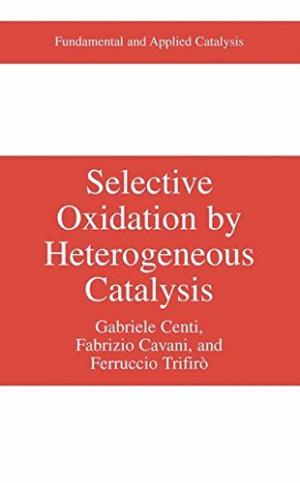 Fundamental and Applied Catalysis
Selective
Oxidation by
Heterogeneous
Catalysis
Gabriele Centi,
Fabrizio Cavani, and
Ferruccio Trifirò